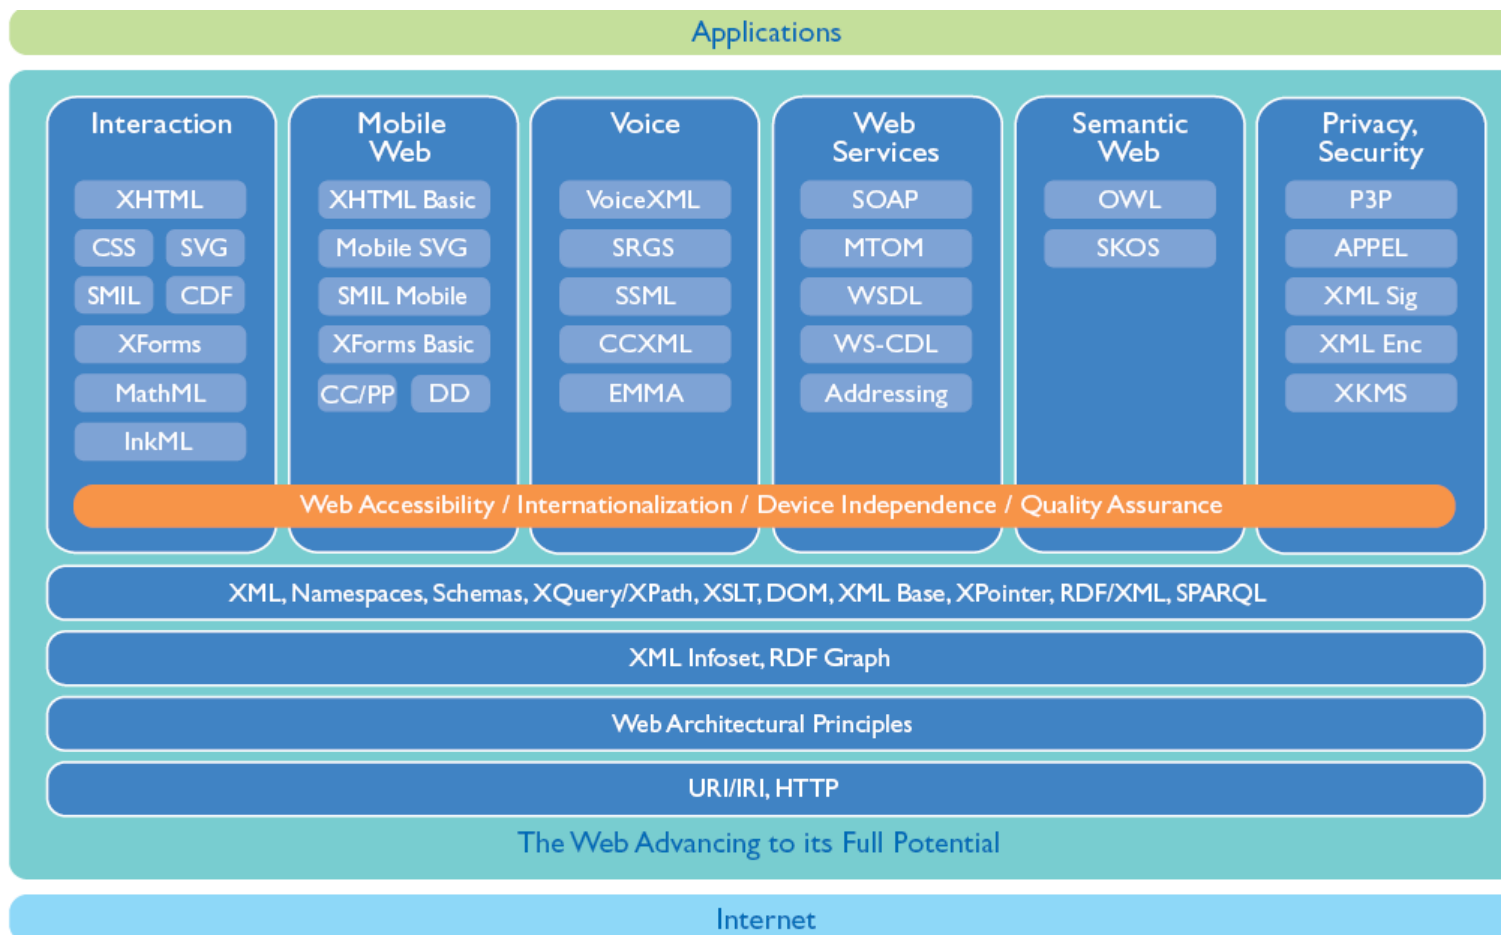 Applications
Interaction
XHTML
CSS
SVG
SMIL
CDF
XForms
MathML
InkML
Mobile
Web
XHTML Basic
Mobile SVG
SMIL Mobile
XForms Basic
CC/PP
DD
Voice
VoiceXML
SRGS
SSML
CCXML
EMMA
Web
Services
SOAP
MTOM
WSDL
WS-CDL
Addressing
Semantic
Web
OWL
SKOS
Privacy,
Security
P3P
APPEL
XML Sig
XML Enc
XKMS
Web Accessibility / Internationalization / Device Independence / Quality Assurance
XML, Namespaces, Schemas, XQuery/XPath, XSLT, DOM, XML Base, XPointer, RDF/XML, SPARQL
XML Infoset, RDF Graph
Web Architectural Principles
URI/IRI, HTTP
The Web Advancing to its Full Potential
Internet